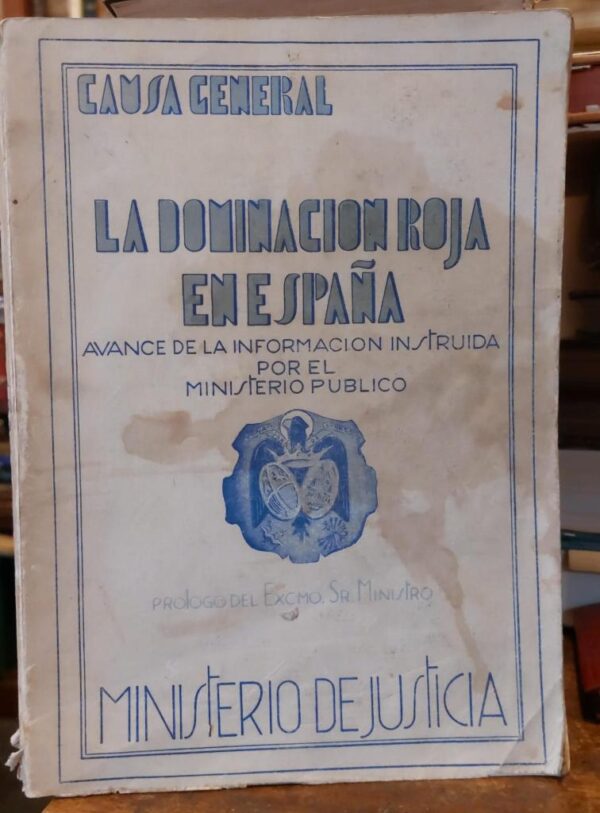 CAUSA GENERAL
LA DOMINACION ROJA
EN ESPAÑA
AVANCE DE LA INFORMACION INSTRUIDA
POR EL
MINISTERIO PUBLICO
PROLOGO DEL EXCMO. SR. MINISTRO
MINISTERIO DE JUSTICIA